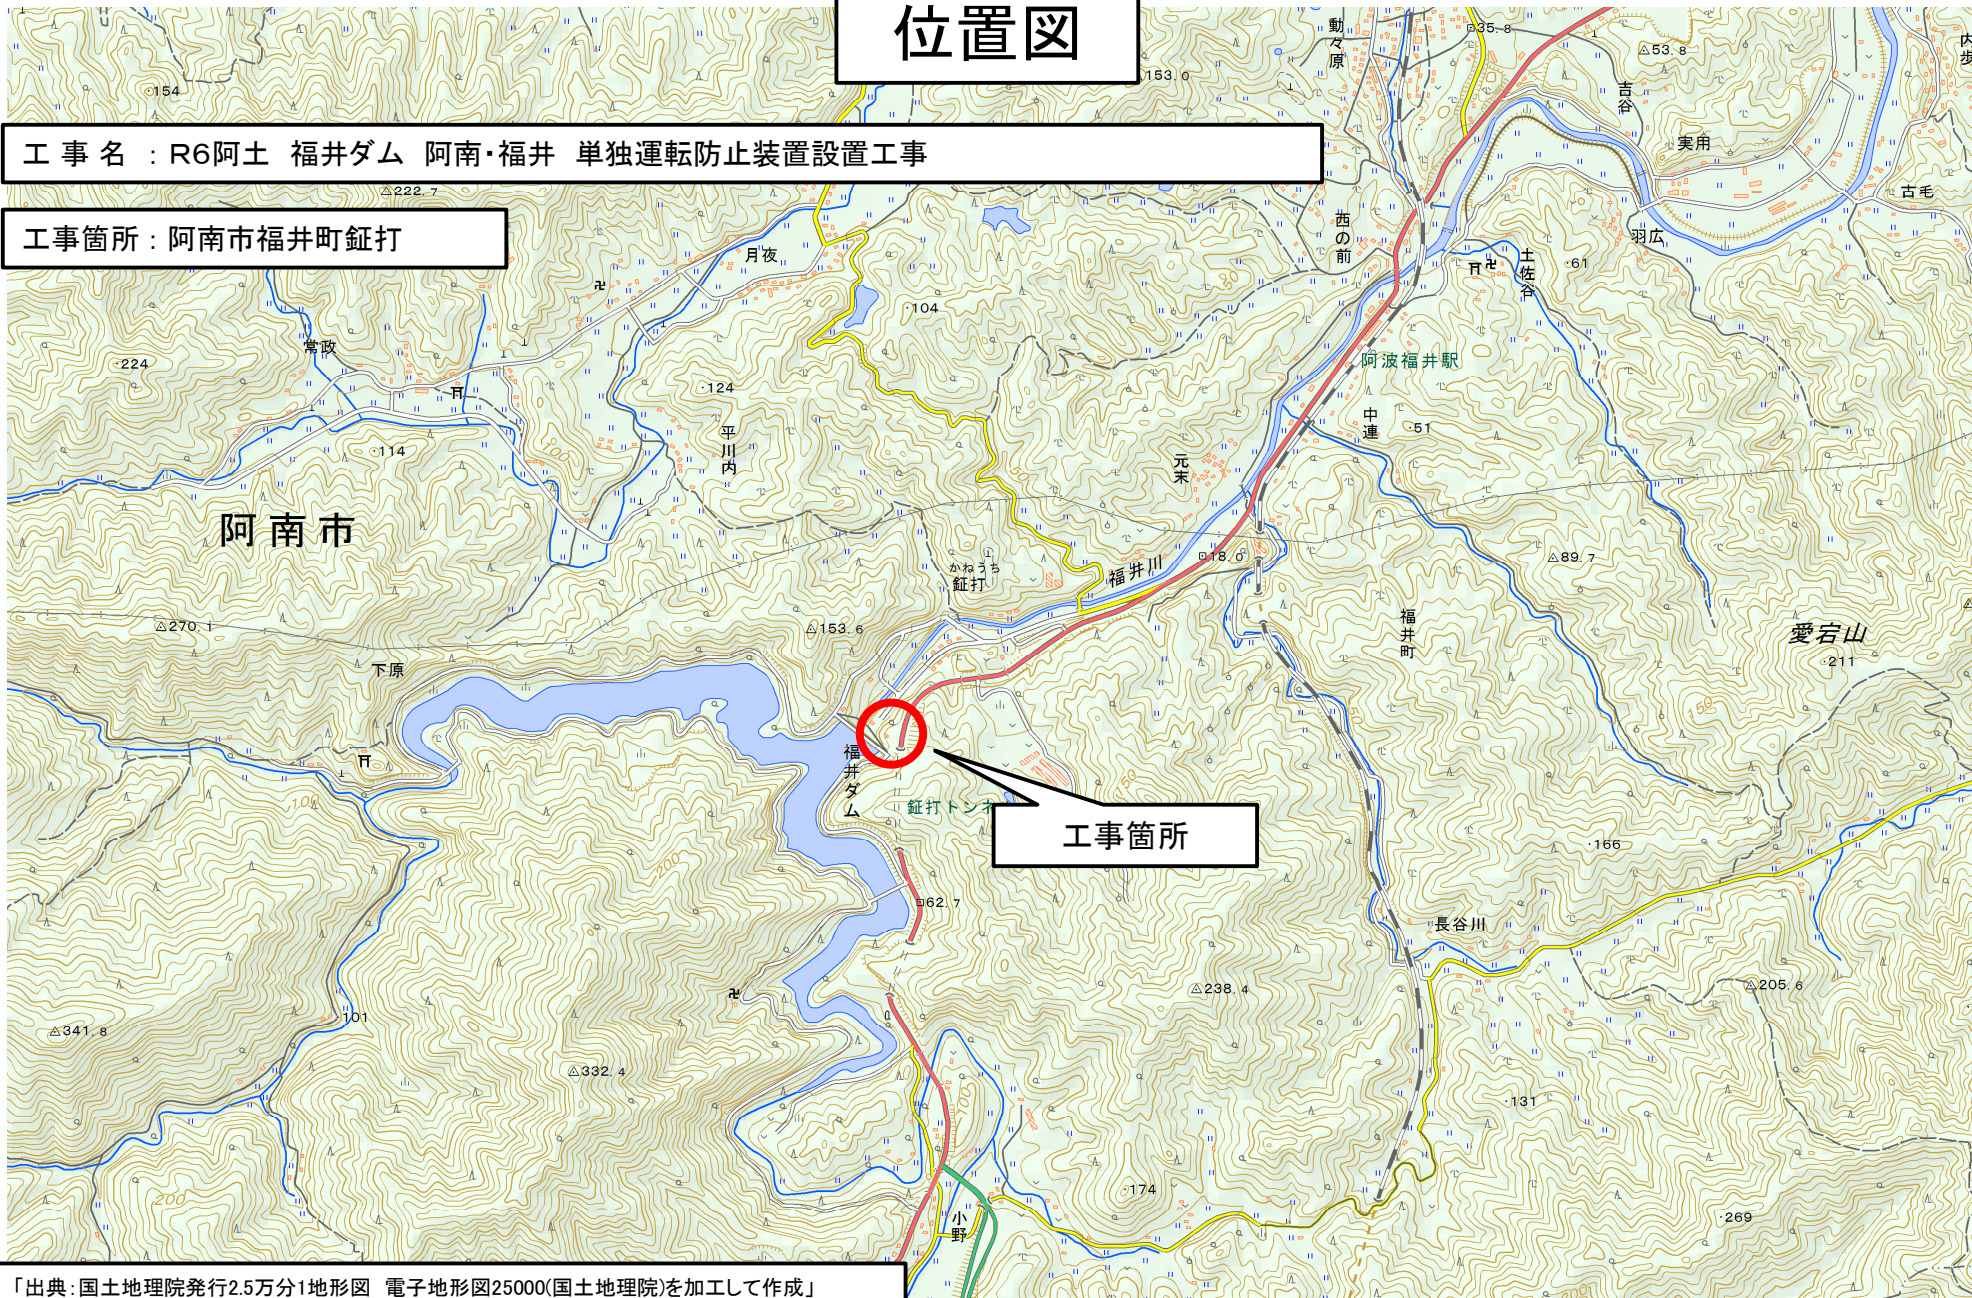 位置図
工 事 名 ：R6阿土 福井ダム 阿南・福井 単独運転防止装置設置工事
工事箇所：阿南市福井町鉦打
動々原
35.8
53.8
内歩
153.0
154
吉谷
実用
古毛
222.7
西の前
羽広
月夜
土佐谷
61
104
常政
224
阿波福井駅
124
中連
51
平川内
114
元末
阿南市
18.0
89.7
かねうち
鉦打
福井川
270.1
153.6
福井町
愛宕山
211
下原
150
福井ダム
100
150
鉦打トンネ
工事箇所
200
166
62.7
長谷川
238.4
205.6
341.8
101
332.4
100
131
200
174
小野
269
「出典：国土地理院発行2.5万分1地形図 電子地形図25000(国土地理院)を加工して作成」